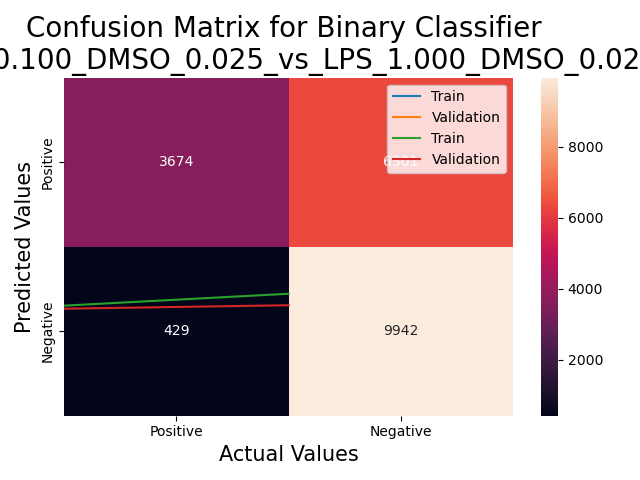 Confusion Matrix for Binary Classifier
0.100_DMSO_0.025_vs_LPS_1.000_DMSO_0.02
Train
Validation
Train
Validation
Positive
3674
Negative
429
9942
Predicted Values
Positive
Negative
Actual Values
8000
6000
4000
2000